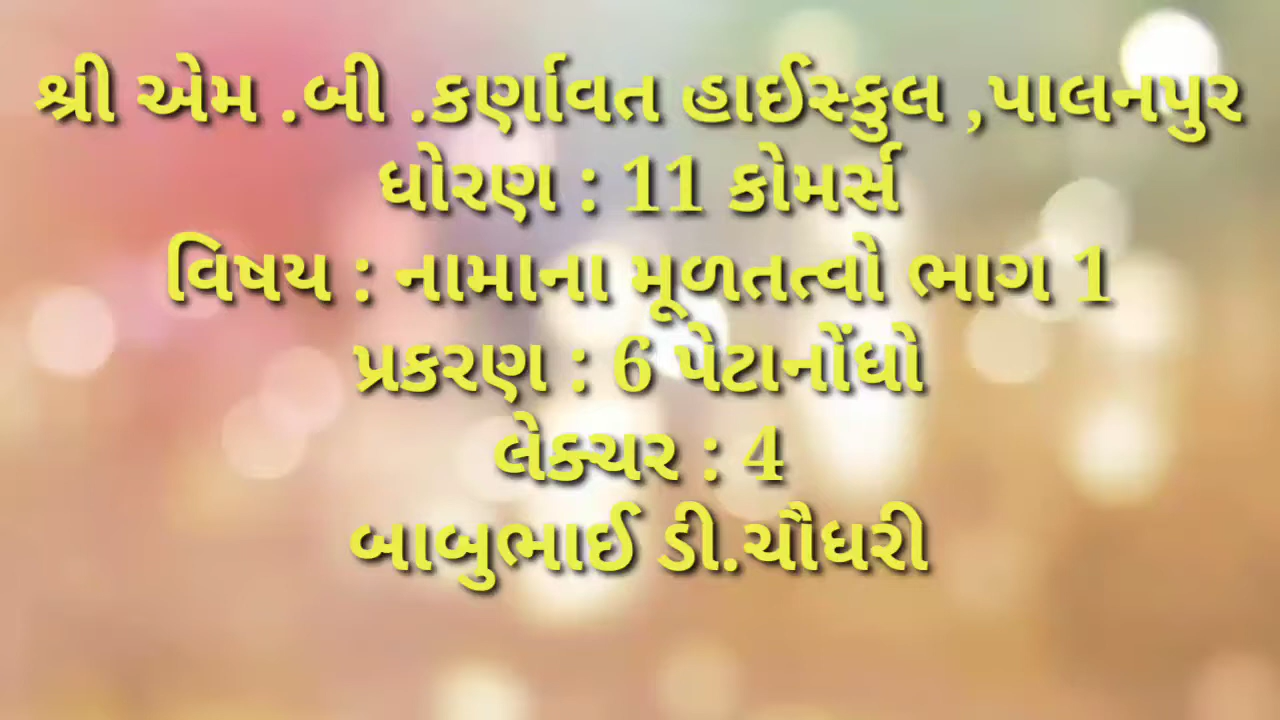 શ્રી એમ .બી .કર્ણાવત હાઈસ્કુલ ,પાલનપુર
ધોરણ : 11 કોમર્સ
વિષય : નામાના મૂળતત્વો ભાગ 1
પ્રકરણ : 6 પેટાનોંધો
લેક્ચર : 4
બાબુભાઈ ડી.ચૌધરી